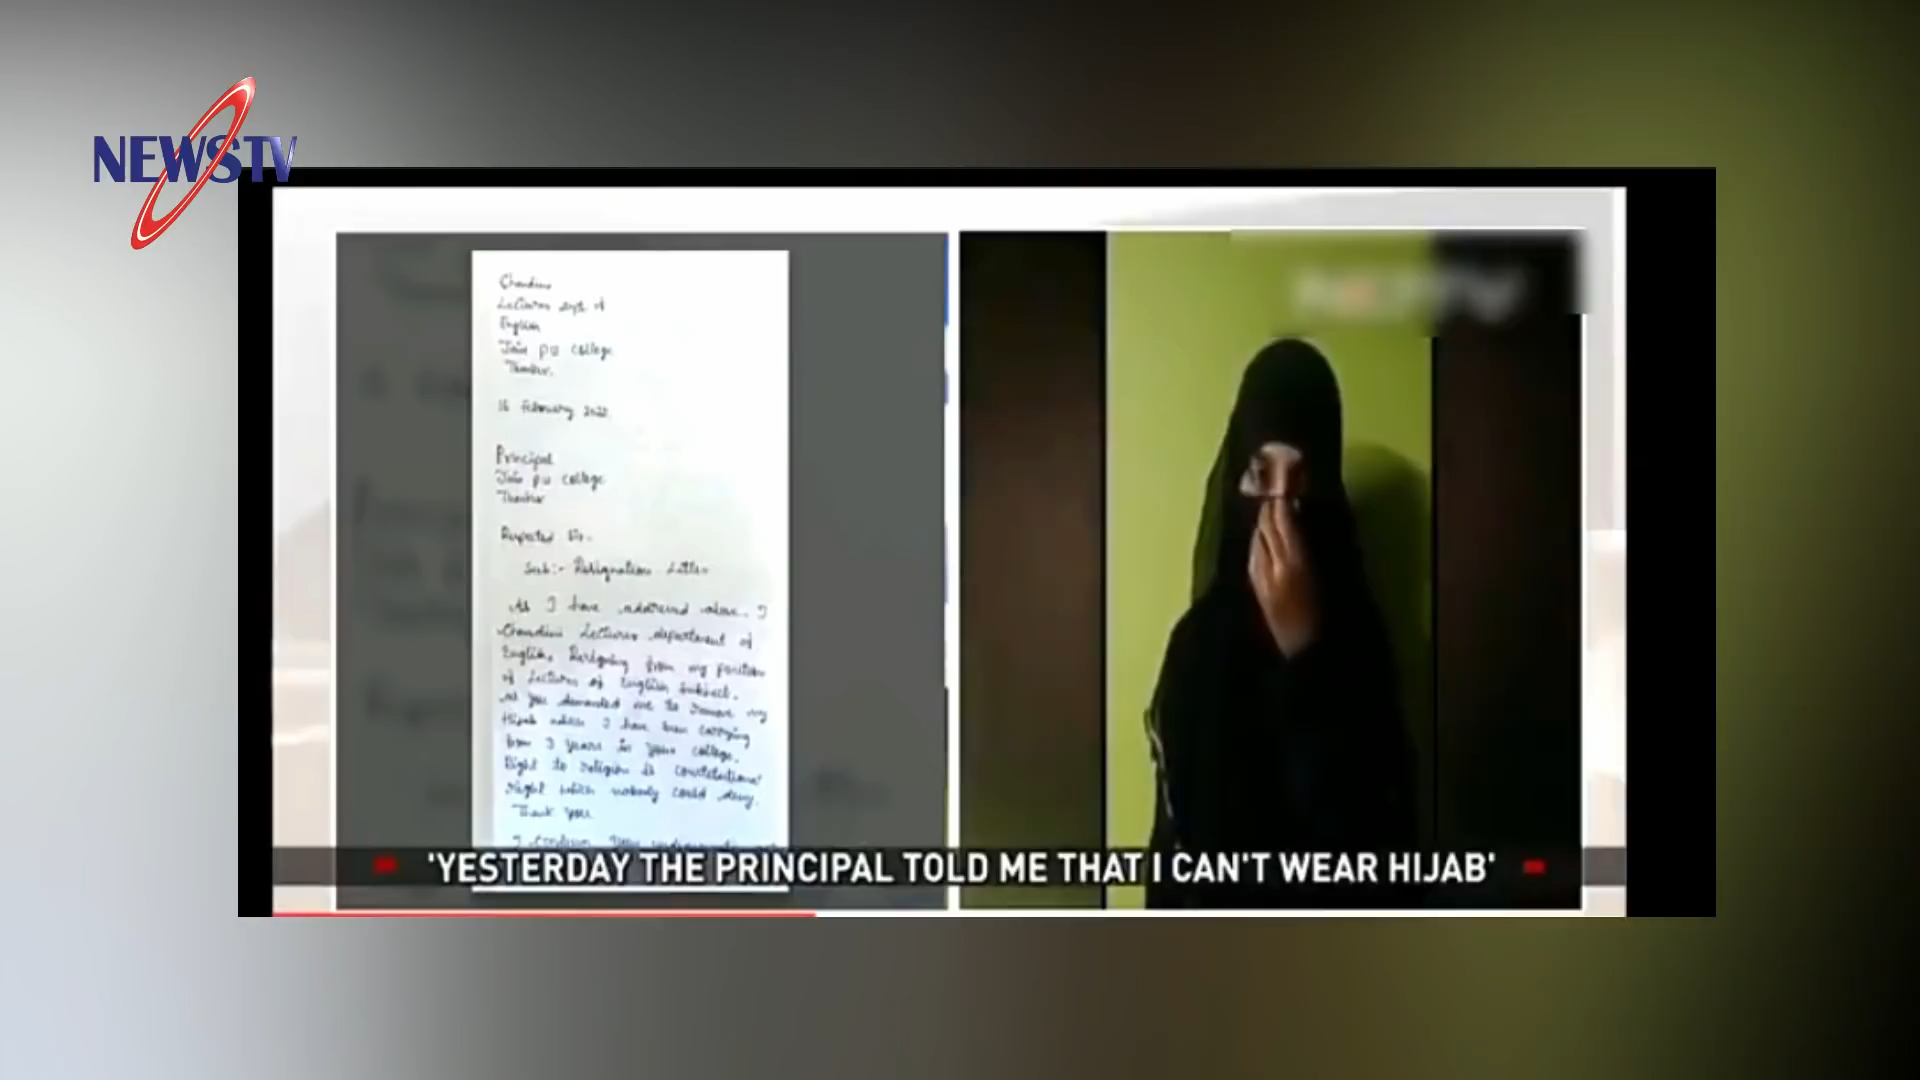 NEWSTV
Chandini
Lecturer dept of
English
Jain pu college
Tumkur.
16 February 2022
Principal
Jain pu college
Tumkur
Respected Sir.
Sub:- Resignation Letter
As I have addressed above. I
Chandini Lecturer department of
English, Resigning from my position
of Lecturer of English Subject.
As you demanded me to remove my
Hijab which I have been carrying
from 3 years in your college.
Right to religion is constitutional
right which nobody could deny.
Thank you
NDTV
'YESTERDAY THE PRINCIPAL TOLD ME THAT I CAN'T WEAR HIJAB'